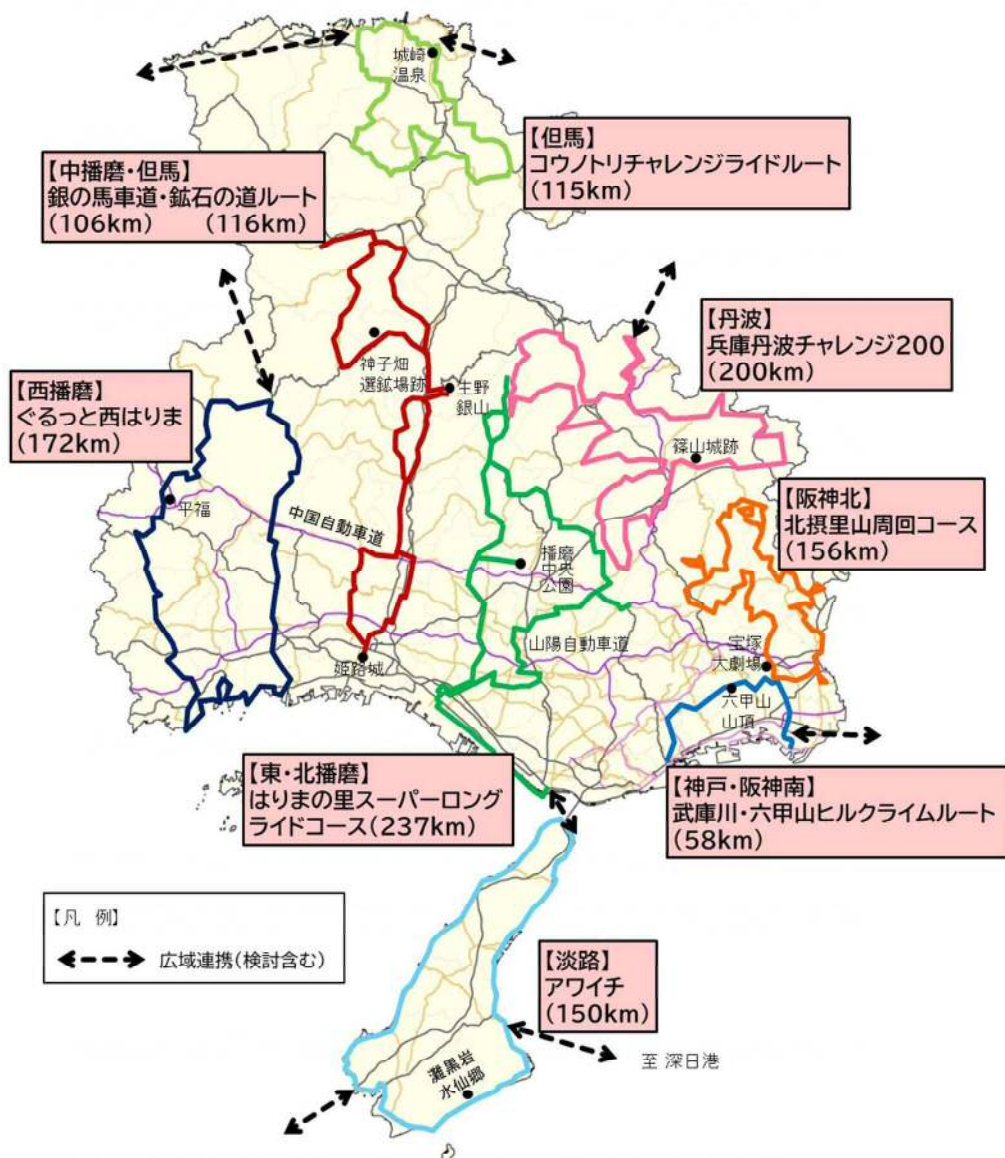 城崎
温泉
【但馬】
コウノトリチャレンジライドルート
(115km)
【中播磨・但馬】
銀の馬車道・鉱石の道ルート
(106km) (116km)
【丹波】
兵庫丹波チャレンジ200
(200km)
神子畑
選鉱場跡
生野
銀山
【西播磨】
ぐるっと西はりま
(172km)
篠山城跡
平福
中国自動車道
【阪神北】
北摂里山周回コース
(156km)
播磨
中央
公園
山陽自動車道
宝塚
大劇場
姫路城
六甲山
山頂
【東・北播磨】
はりまの里スーパーロング
ライドコース(237km)
【神戸・阪神南】
武庫川・六甲山ヒルクライムルート
(58km)
【凡 例】
広域連携(検討含む)
【淡路】
アワイチ
(150km)
至 深日港
灘黒岩
水仙郷